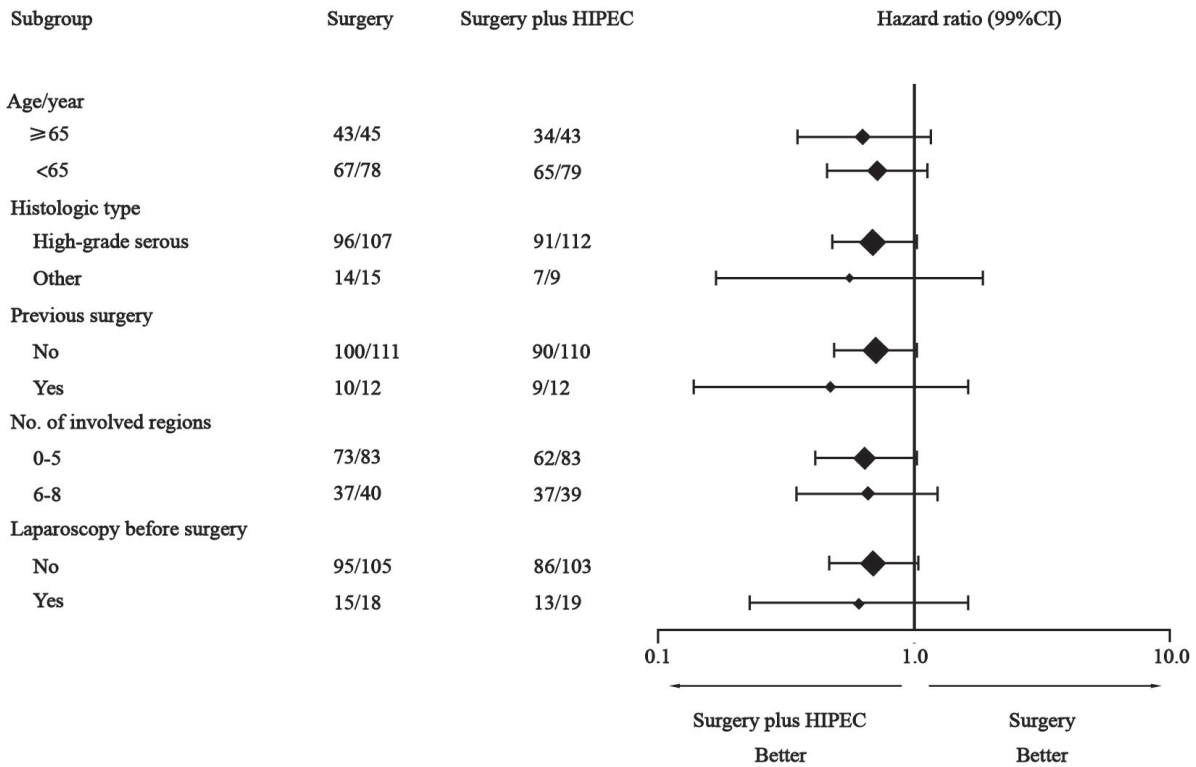 Subgroup Surgery Surgery plus HIPEC Hazard ratio (99%CI)
Age/year
⩾65 43/45 34/43
<65 67/78 65/79
Histologic type
High-grade serous 96/107 91/112
Other 14/15 7/9
Previous surgery
No 100/111 90/110
Yes 10/12 9/12
No. of involved regions
0-5 73/83 62/83
6-8 37/40 37/39
Laparoscopy before surgery
No 95/105 86/103
Yes 15/18 13/19
0.1 1.0 10.0
Surgery plus HIPEC Surgery
Better Better